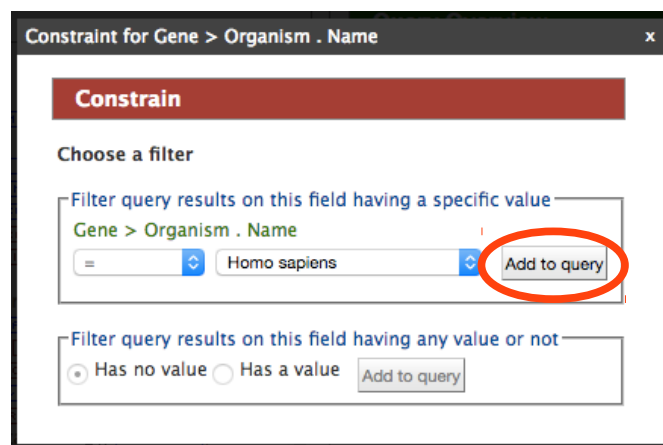 Constraint for Gene > Organism . Name x
Constrain
Choose a filter
Filter query results on this field having a specific value
Gene > Organism . Name
= Homo sapiens Add to query
Filter query results on this field having any value or not
Has no value Has a value Add to query